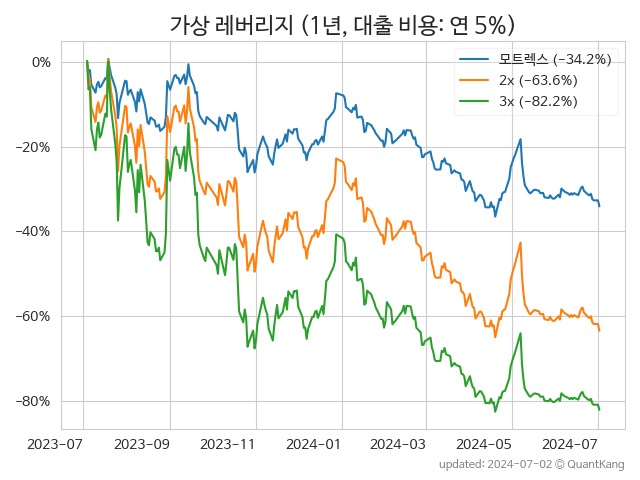 가상 레버리지 (1년, 대출 비용: 연 5%)
모트렉스 (−34.2%)
2x (−63.6%)
3x (−82.2%)
0%
−20%
−40%
−60%
−80%
2023-07 2023-09 2023-11 2024-01 2024-03 2024-05 2024-07
updated: 2024-07-02 © QuantKang